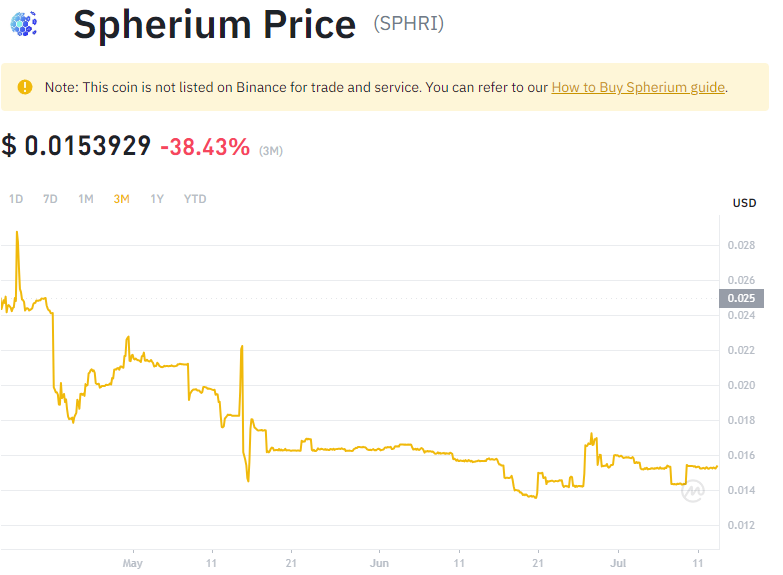 Spherium Price (SPHRI)
Note: This coin is not listed on Binance for trade and service. You can refer to our How to Buy Spherium guide.
$ 0.0153929 -38.43% (3M)
1D 7D 1M 3M 1Y YTD
USD
0.028
0.026
0.025
0.024
0.022
0.020
0.018
0.016
0.014
0.012
May 11 21 Jun 11 21 Jul 11